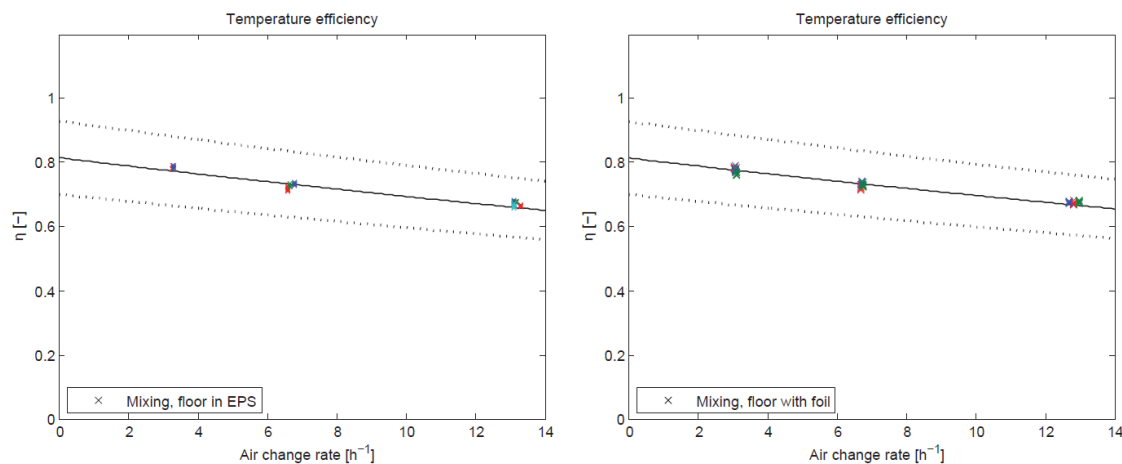 Temperature efficiency
1
0.8
0.6
0.4
0.2
0
η [−]
Mixing, floor in EPS
0 2 4 6 8 10 12 14
Air change rate [h⁻¹]
Temperature efficiency
1
0.8
0.6
0.4
0.2
0
η [−]
Mixing, floor with foil
0 2 4 6 8 10 12 14
Air change rate [h⁻¹]